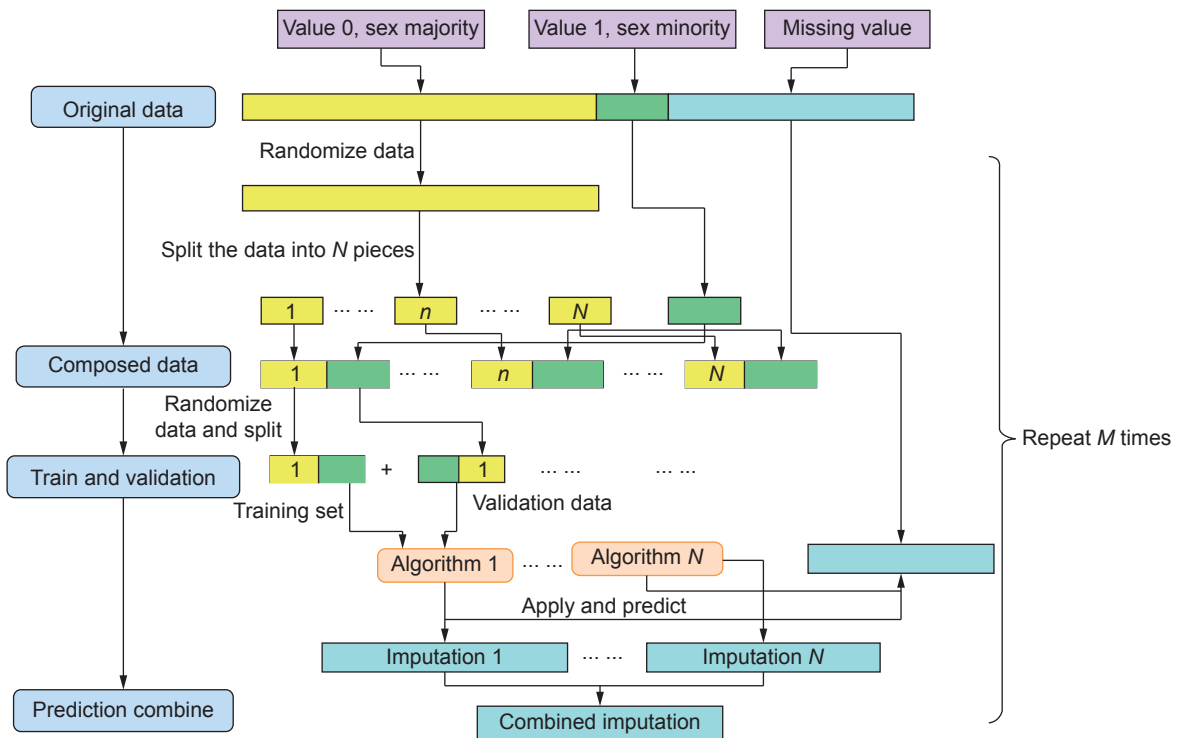 Value 0, sex majority
Value 1, sex minority
Missing value
Original data
Randomize data
Split the data into N pieces
1
... ...
n
... ...
N
Composed data
1
... ...
n
... ...
N
Randomize
data and split
Repeat M times
Train and validation
1
+
1
... ...
... ...
Training set
Validation data
Algorithm 1
... ...
Algorithm N
Apply and predict
Imputation 1
... ...
Imputation N
Prediction combine
Combined imputation